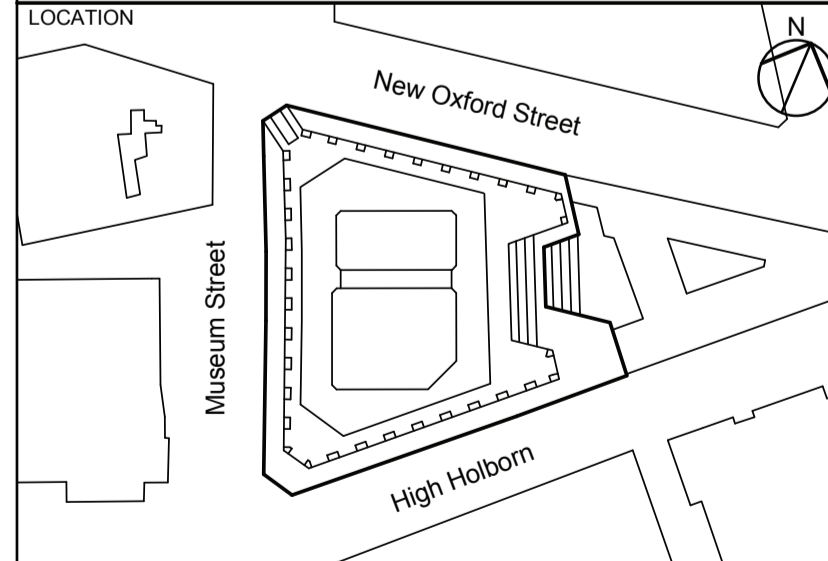 LOCATION
N
New Oxford Street
Museum Street
High Holborn